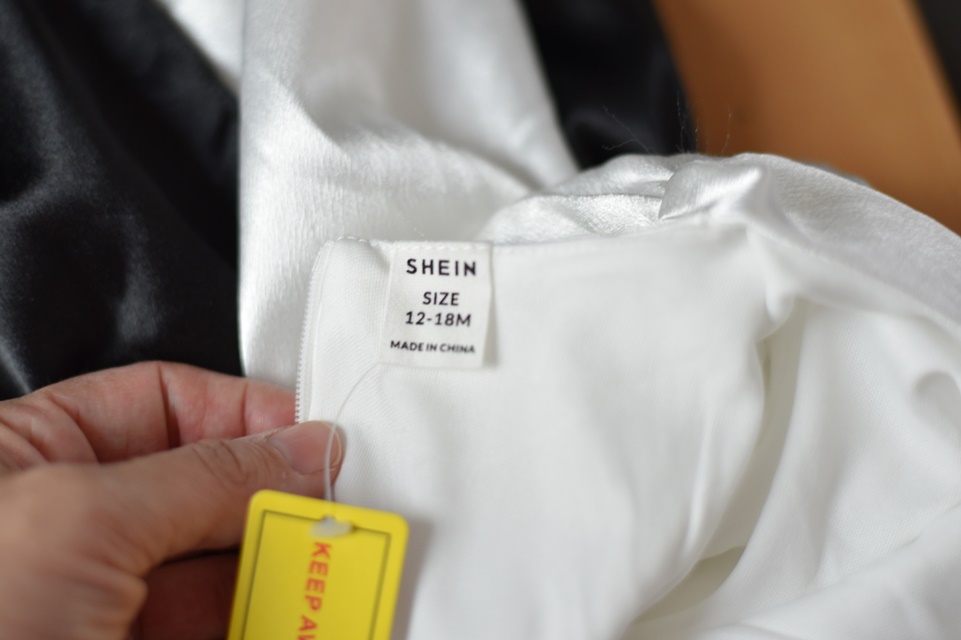 SHEIN
SIZE
12-18M
MADE IN CHINA
KEEP